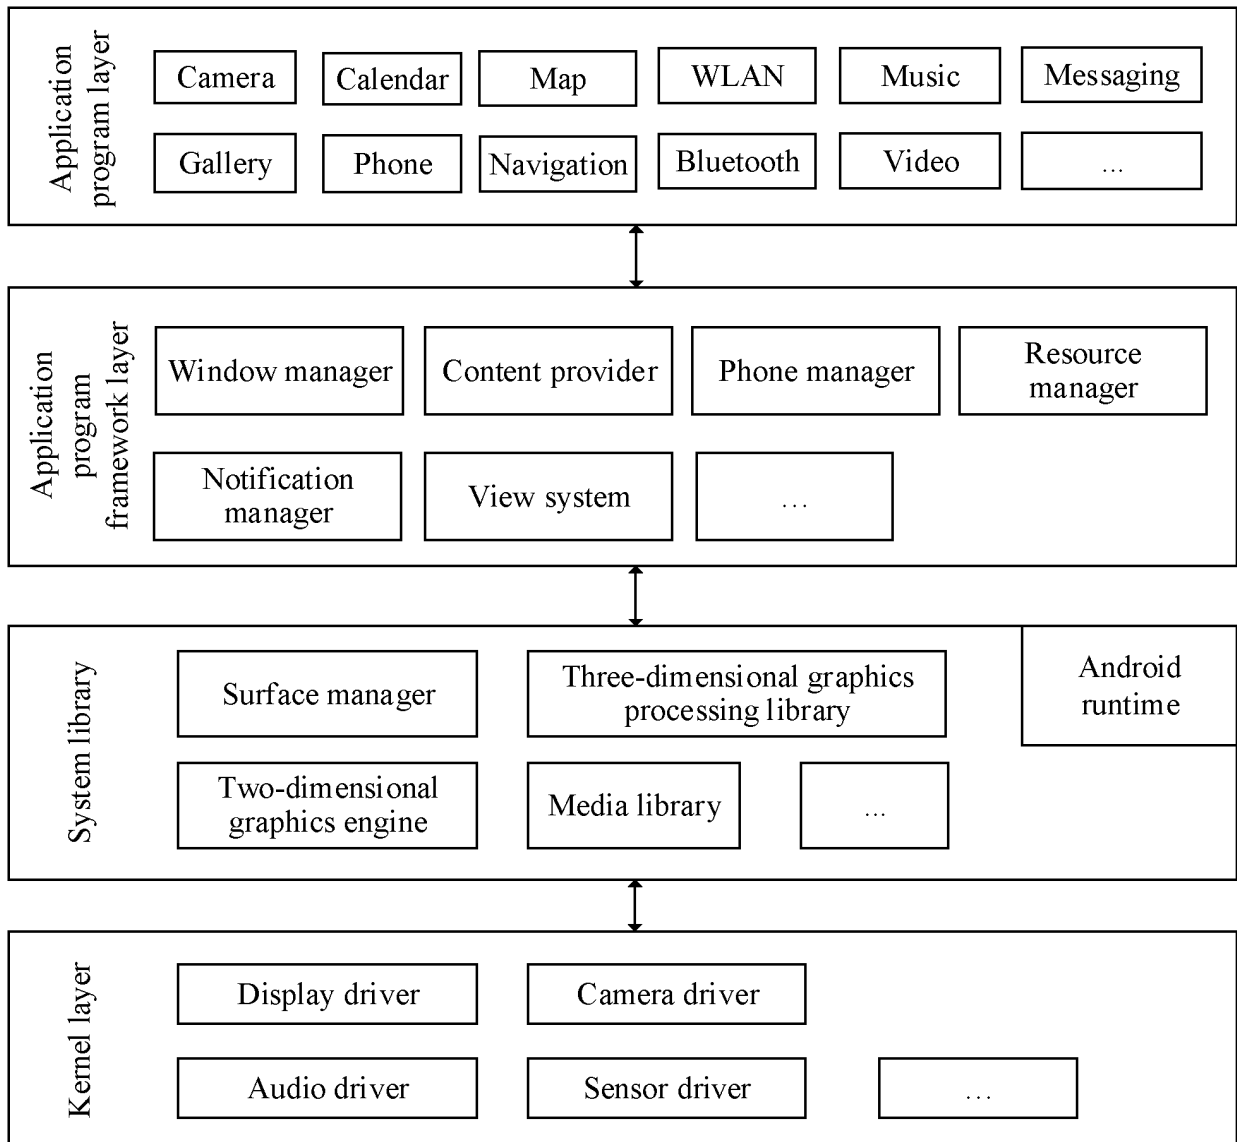 Application
program layer
Camera
Calendar
Map
WLAN
Music
Messaging
Gallery
Phone
Navigation
Bluetooth
Video
...
Application
program
framework layer
Window manager
Content provider
Phone manager
Resource
manager
Notification
manager
View system
...
System library
Surface manager
Three-dimensional graphics
processing library
Android
runtime
Two-dimensional
graphics engine
Media library
...
Kernel layer
Display driver
Camera driver
Audio driver
Sensor driver
...